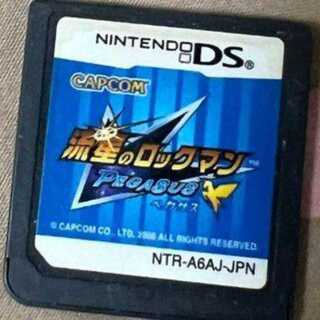 NINTENDO DS
CAPCOM
流星のロックマン
PEGASUS
ペガサス
© CAPCOM CO., LTD. 2006 ALL RIGHTS RESERVED.
NTR-A6AJ-JPN